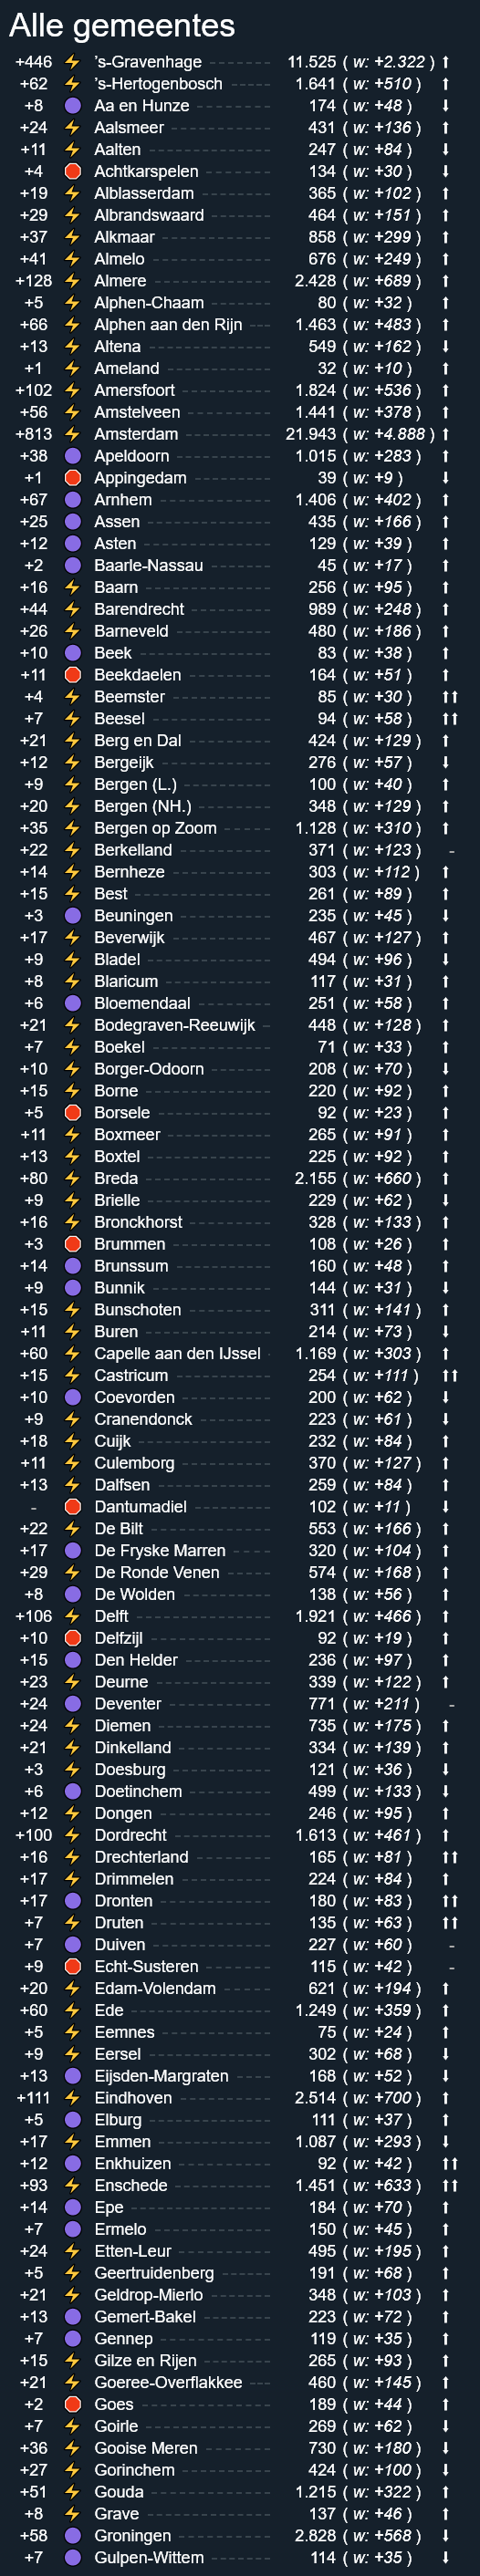 Alle gemeentes
+446 ⚡ 's-Gravenhage 11.525 ( w: +2.322 ) ⬆
+62 ⚡ 's-Hertogenbosch 1.641 ( w: +510 ) ⬆
+8 🟣 Aa en Hunze 174 ( w: +48 ) ⬇
+24 ⚡ Aalsmeer 431 ( w: +136 ) ⬆
+11 ⚡ Aalten 247 ( w: +84 ) ⬇
+4 🛑 Achtkarspelen 134 ( w: +30 ) ⬇
+19 ⚡ Alblasserdam 365 ( w: +102 ) ⬆
+29 ⚡ Albrandswaard 464 ( w: +151 ) ⬆
+37 ⚡ Alkmaar 858 ( w: +299 ) ⬆
+41 ⚡ Almelo 676 ( w: +249 ) ⬆
+128 ⚡ Almere 2.428 ( w: +689 ) ⬆
+5 ⚡ Alphen-Chaam 80 ( w: +32 ) ⬆
+66 ⚡ Alphen aan den Rijn 1.463 ( w: +483 ) ⬆
+13 ⚡ Altena 549 ( w: +162 ) ⬇
+1 ⚡ Ameland 32 ( w: +10 ) ⬆
+102 ⚡ Amersfoort 1.824 ( w: +536 ) ⬆
+56 ⚡ Amstelveen 1.441 ( w: +378 ) ⬆
+813 ⚡ Amsterdam 21.943 ( w: +4.888 ) ⬆
+38 🟣 Apeldoorn 1.015 ( w: +283 ) ⬆
+1 🛑 Appingedam 39 ( w: +9 ) ⬇
+67 🟣 Arnhem 1.406 ( w: +402 ) ⬆
+25 🟣 Assen 435 ( w: +166 ) ⬆
+12 🟣 Asten 129 ( w: +39 ) ⬆
+2 🟣 Baarle-Nassau 45 ( w: +17 ) ⬆
+16 ⚡ Baarn 256 ( w: +95 ) ⬆
+44 ⚡ Barendrecht 989 ( w: +248 ) ⬆
+26 ⚡ Barneveld 480 ( w: +186 ) ⬆
+10 🟣 Beek 83 ( w: +38 ) ⬆
+11 🛑 Beekdaelen 164 ( w: +51 ) ⬆
+4 ⚡ Beemster 85 ( w: +30 ) ⬆⬆
+7 ⚡ Beesel 94 ( w: +58 ) ⬆⬆
+21 ⚡ Berg en Dal 424 ( w: +129 ) ⬆
+12 ⚡ Bergeijk 276 ( w: +57 ) ⬇
+9 ⚡ Bergen (L.) 100 ( w: +40 ) ⬆
+20 ⚡ Bergen (NH.) 348 ( w: +129 ) ⬆
+35 ⚡ Bergen op Zoom 1.128 ( w: +310 ) ⬆
+22 ⚡ Berkelland 371 ( w: +123 ) -
+14 ⚡ Bernheze 303 ( w: +112 ) ⬆
+15 ⚡ Best 261 ( w: +89 ) ⬆
+3 🟣 Beuningen 235 ( w: +45 ) ⬇
+17 ⚡ Beverwijk 467 ( w: +127 ) ⬆
+9 ⚡ Bladel 494 ( w: +96 ) ⬇
+8 ⚡ Blaricum 117 ( w: +31 ) ⬆
+6 🟣 Bloemendaal 251 ( w: +58 ) ⬆
+21 ⚡ Bodegraven-Reeuwijk 448 ( w: +128 ) ⬆
+7 ⚡ Boekel 71 ( w: +33 ) ⬆
+10 ⚡ Borger-Odoorn 208 ( w: +70 ) ⬇
+15 ⚡ Borne 220 ( w: +92 ) ⬆
+5 🛑 Borsele 92 ( w: +23 ) ⬆
+11 ⚡ Boxmeer 265 ( w: +91 ) ⬆
+13 ⚡ Boxtel 225 ( w: +92 ) ⬆
+80 ⚡ Breda 2.155 ( w: +660 ) ⬆
+9 ⚡ Brielle 229 ( w: +62 ) ⬇
+16 ⚡ Bronckhorst 328 ( w: +133 ) ⬆
+3 🛑 Brummen 108 ( w: +26 ) ⬆
+14 🟣 Brunssum 160 ( w: +48 ) ⬆
+9 🟣 Bunnik 144 ( w: +31 ) ⬇
+15 ⚡ Bunschoten 311 ( w: +141 ) ⬆
+11 ⚡ Buren 214 ( w: +73 ) ⬇
+60 ⚡ Capelle aan den IJssel 1.169 ( w: +303 ) ⬆
+15 ⚡ Castricum 254 ( w: +111 ) ⬆⬆
+10 🟣 Coevorden 200 ( w: +62 ) ⬇
+9 ⚡ Cranendonck 223 ( w: +61 ) ⬇
+18 ⚡ Cuijk 232 ( w: +84 ) ⬆
+11 ⚡ Culemborg 370 ( w: +127 ) ⬆
+13 ⚡ Dalfsen 259 ( w: +84 ) ⬆
- 🛑 Dantumadiel 102 ( w: +11 ) ⬇
+22 ⚡ De Bilt 553 ( w: +166 ) ⬆
+17 🟣 De Fryske Marren 320 ( w: +104 ) ⬆
+29 ⚡ De Ronde Venen 574 ( w: +168 ) ⬆
+8 🟣 De Wolden 138 ( w: +56 ) ⬆
+106 ⚡ Delft 1.921 ( w: +466 ) ⬆
+10 🛑 Delfzijl 92 ( w: +19 ) ⬆
+15 🟣 Den Helder 236 ( w: +97 ) ⬆
+23 ⚡ Deurne 339 ( w: +122 ) ⬆
+24 🟣 Deventer 771 ( w: +211 ) -
+24 ⚡ Diemen 735 ( w: +175 ) ⬆
+21 ⚡ Dinkelland 334 ( w: +139 ) ⬆
+3 ⚡ Doesburg 121 ( w: +36 ) ⬇
+6 🟣 Doetinchem 499 ( w: +133 ) ⬇
+12 ⚡ Dongen 246 ( w: +95 ) ⬆
+100 ⚡ Dordrecht 1.613 ( w: +461 ) ⬆
+16 ⚡ Drechterland 165 ( w: +81 ) ⬆⬆
+17 ⚡ Drimmelen 224 ( w: +84 ) ⬆
+17 🟣 Dronten 180 ( w: +83 ) ⬆⬆
+7 ⚡ Druten 135 ( w: +63 ) ⬆⬆
+7 🟣 Duiven 227 ( w: +60 ) -
+9 🛑 Echt-Susteren 115 ( w: +42 ) -
+20 ⚡ Edam-Volendam 621 ( w: +194 ) ⬆
+60 ⚡ Ede 1.249 ( w: +359 ) ⬆
+5 ⚡ Eemnes 75 ( w: +24 ) ⬆
+9 ⚡ Eersel 302 ( w: +68 ) ⬇
+13 🟣 Eijsden-Margraten 168 ( w: +52 ) ⬇
+111 ⚡ Eindhoven 2.514 ( w: +700 ) ⬆
+5 🟣 Elburg 111 ( w: +37 ) ⬆
+17 ⚡ Emmen 1.087 ( w: +293 ) ⬇
+12 🟣 Enkhuizen 92 ( w: +42 ) ⬆⬆
+93 ⚡ Enschede 1.451 ( w: +633 ) ⬆⬆
+14 🟣 Epe 184 ( w: +70 ) ⬆
+7 🟣 Ermelo 150 ( w: +45 ) ⬆
+24 ⚡ Etten-Leur 495 ( w: +195 ) ⬆
+5 ⚡ Geertruidenberg 191 ( w: +68 ) ⬆
+21 ⚡ Geldrop-Mierlo 348 ( w: +103 ) ⬆
+13 🟣 Gemert-Bakel 223 ( w: +72 ) ⬆
+7 🟣 Gennep 119 ( w: +35 ) ⬆
+15 ⚡ Gilze en Rijen 265 ( w: +93 ) ⬆
+21 ⚡ Goeree-Overflakkee 460 ( w: +145 ) ⬆
+2 🛑 Goes 189 ( w: +44 ) ⬆
+7 ⚡ Goirle 269 ( w: +62 ) ⬇
+36 ⚡ Gooise Meren 730 ( w: +180 ) ⬇
+27 ⚡ Gorinchem 424 ( w: +100 ) ⬇
+51 ⚡ Gouda 1.215 ( w: +322 ) ⬆
+8 ⚡ Grave 137 ( w: +46 ) ⬆
+58 🟣 Groningen 2.828 ( w: +568 ) ⬇
+7 🟣 Gulpen-Wittem 114 ( w: +35 ) ⬇